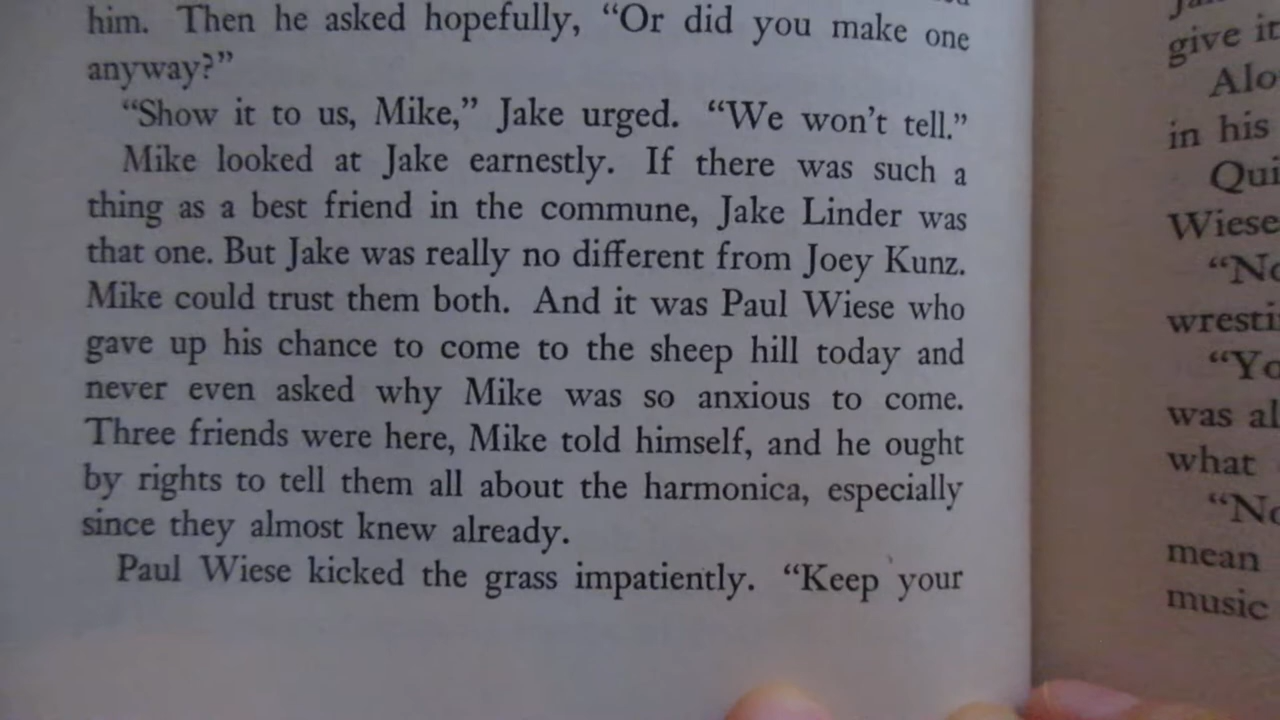 him. Then he asked hopefully, “Or did you make one
anyway?”
“Show it to us, Mike,” Jake urged. “We won’t tell.”
Mike looked at Jake earnestly. If there was such a
thing as a best friend in the commune, Jake Linder was
that one. But Jake was really no different from Joey Kunz.
Mike could trust them both. And it was Paul Wiese who
gave up his chance to come to the sheep hill today and
never even asked why Mike was so anxious to come.
Three friends were here, Mike told himself, and he ought
by rights to tell them all about the harmonica, especially
since they almost knew already.
Paul Wiese kicked the grass impatiently. “Keep your
give it
Alo
in his
Qui
Wiese
“No
wresti
“Yo
was al
what
“No
mean
music